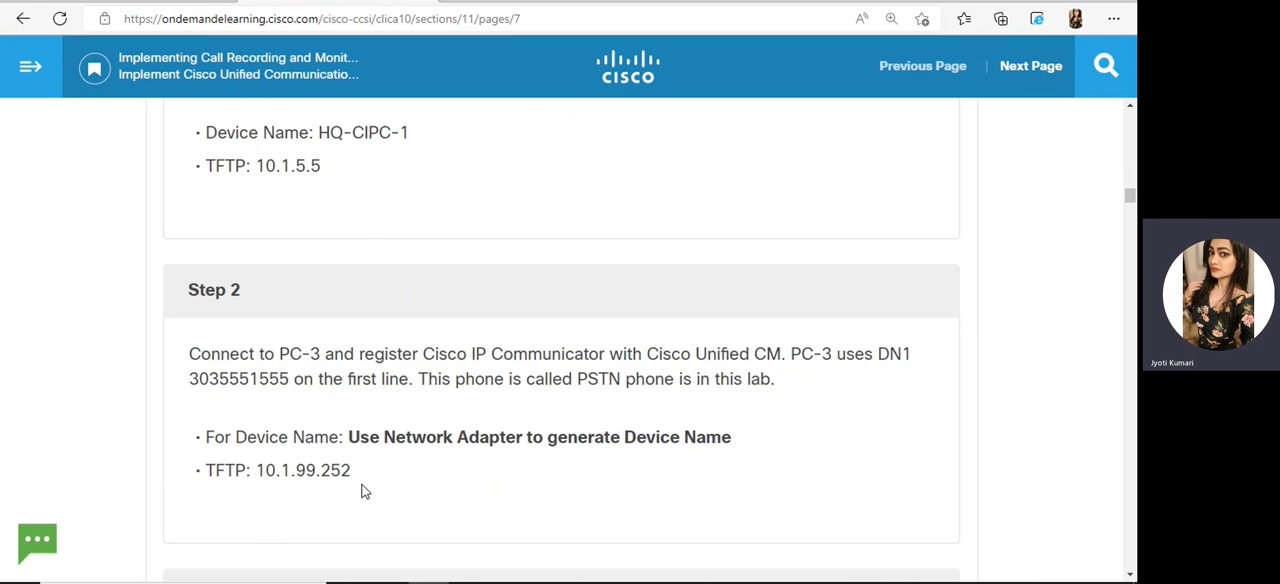 https://ondemandelearning.cisco.com/cisco-ccsi/clica10/sections/11/pages/7
Implementing Call Recording and Monit...
Implement Cisco Unified Communicatio...
CISCO
Previous Page | Next Page
• Device Name: HQ-CIPC-1
• TFTP: 10.1.5.5
Step 2
Connect to PC-3 and register Cisco IP Communicator with Cisco Unified CM. PC-3 uses DN1
3035551555 on the first line. This phone is called PSTN phone is in this lab.
• For Device Name: Use Network Adapter to generate Device Name
• TFTP: 10.1.99.252
Jyoti Kumari